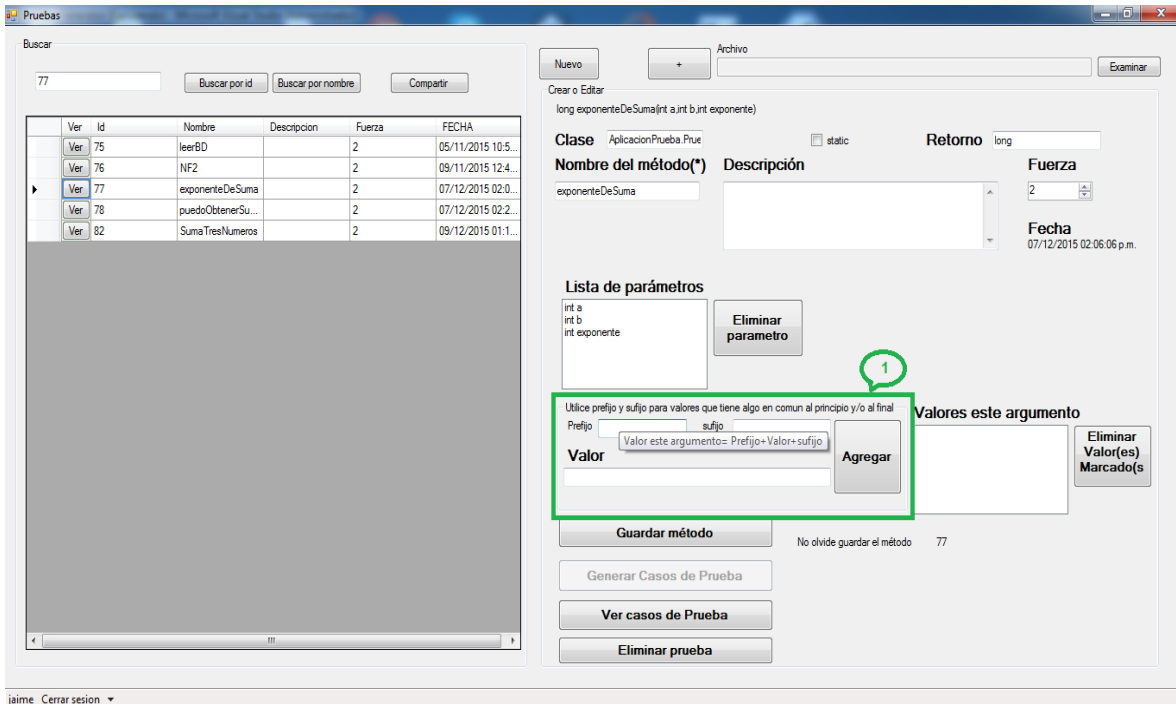 Pruebas
Buscar
77
Buscar por id
Buscar por nombre
Compartir
Ver Id Nombre Descripcion Fuerza FECHA
Ver 75 leerBD 2 05/11/2015 10:5...
Ver 76 NF2 2 09/11/2015 12:4...
Ver 77 exponenteDeSuma 2 07/12/2015 02:0...
Ver 78 puedoObtenerSu... 2 07/12/2015 02:2...
Ver 82 SumaTresNumeros 2 09/12/2015 01:1...
Nuevo
+
Archivo
Examinar
Crear o Editar
long exponenteDeSuma(int a,int b,int exponente)
Clase AplicacionPrueba.Prue
static
Retorno long
Nombre del método(*)
Descripción
Fuerza
exponenteDeSuma
2
Fecha
07/12/2015 02:06:06 p.m.
Lista de parámetros
int a
int b
int exponente
Eliminar
parametro
1
Utilice prefijo y sufijo para valores que tiene algo en comun al principio y/o al final
Prefijo
sufijo
Valor este argumento= Prefijo+Valor+sufijo
Valor
Agregar
Valores este argumento
Eliminar
Valor(es)
Marcado(s
Guardar método
No olvide guardar el método 77
Generar Casos de Prueba
Ver casos de Prueba
Eliminar prueba
jaime Cerrar sesion